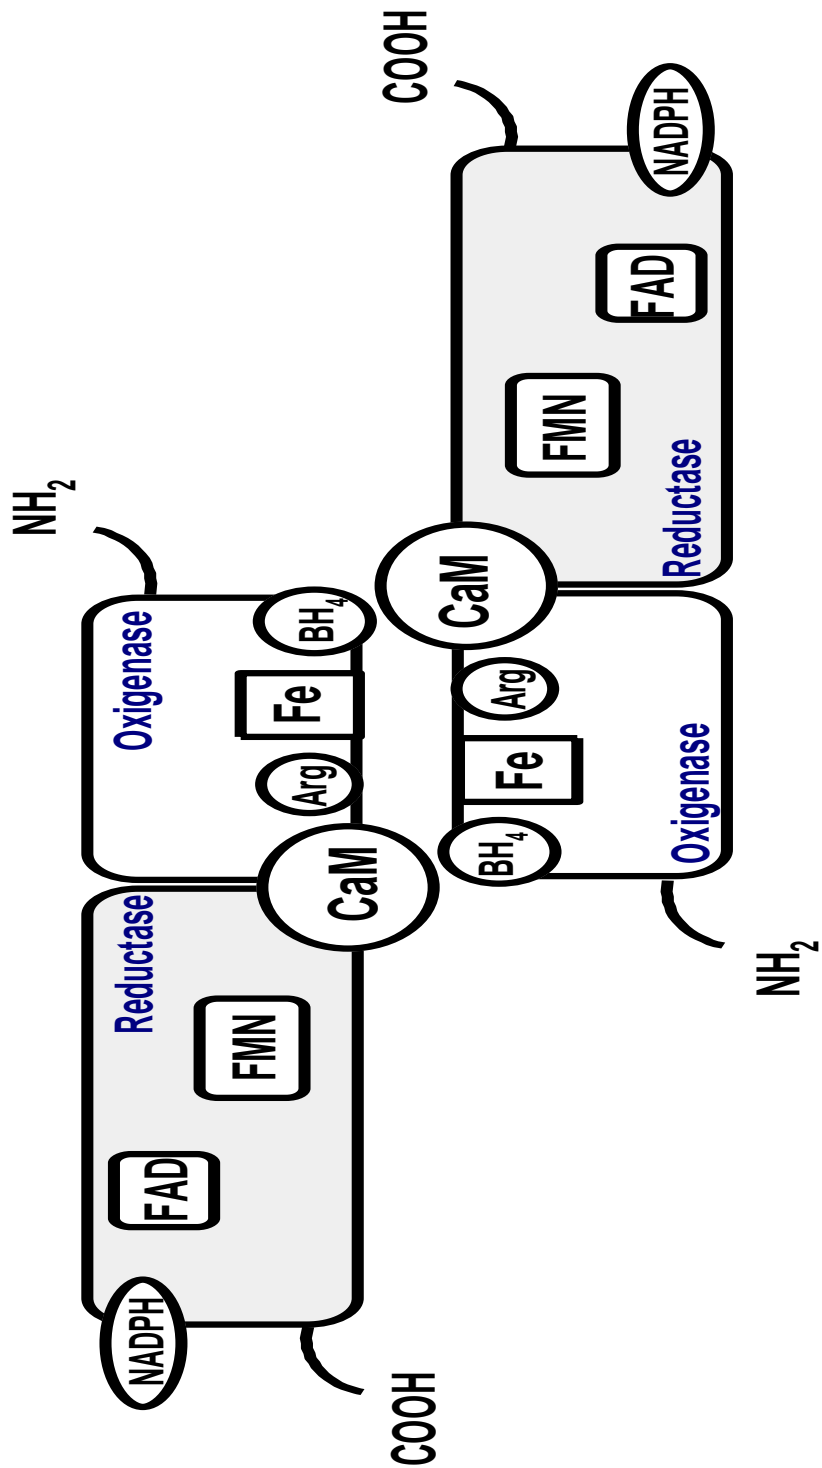 NH2
Reductase
Oxigenase
NADPH
FAD
FMN
CaM
Arg
Fe
BH4
COOH
COOH
BH4
Fe
Arg
CaM
FMN
FAD
NADPH
Oxigenase
Reductase
NH2